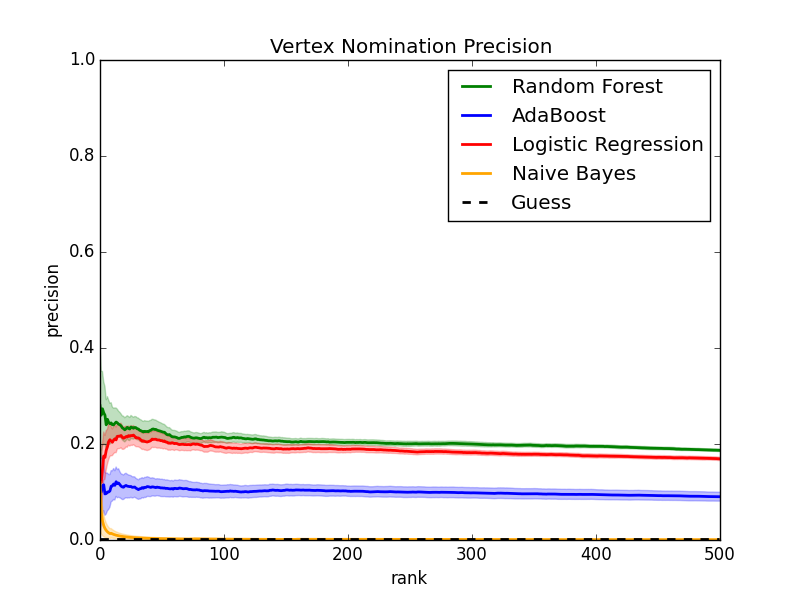 Vertex Nomination Precision
1.0
0.8
0.6
0.4
0.2
0.0
precision
Random Forest
AdaBoost
Logistic Regression
Naive Bayes
Guess
0 100 200 300 400 500
rank